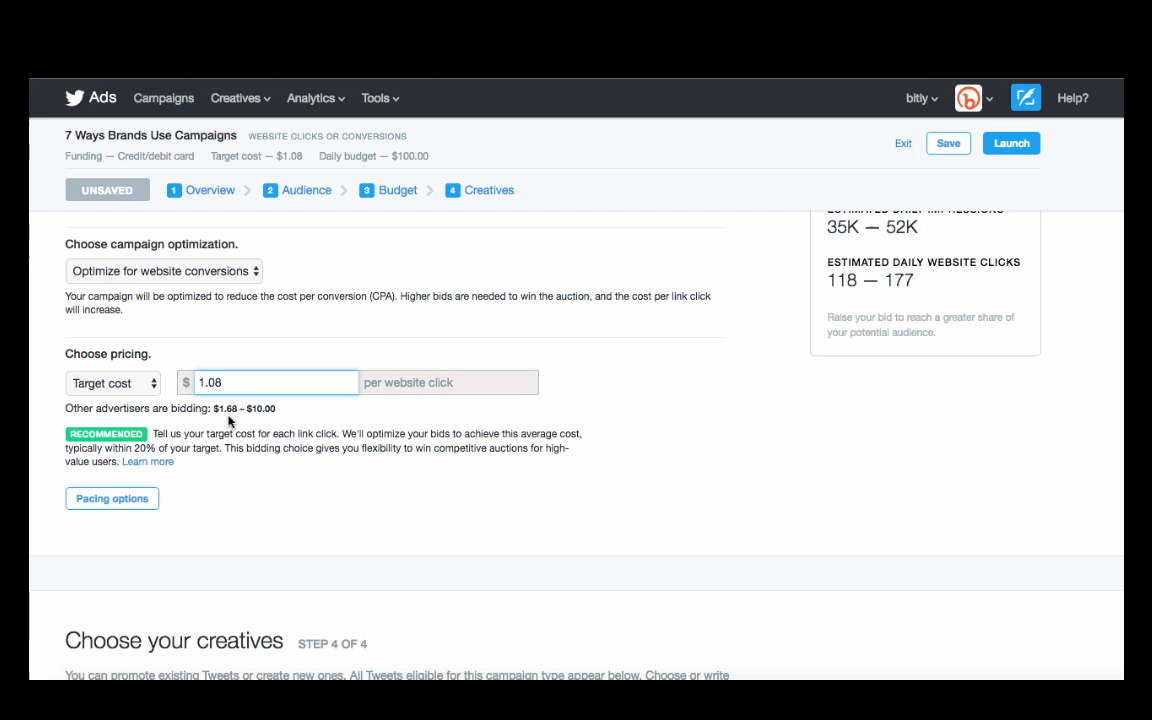 Ads Campaigns Creatives Analytics Tools bitly Help?
7 Ways Brands Use Campaigns WEBSITE CLICKS OR CONVERSIONS
Funding — Credit/debit card Target cost — $1.08 Daily budget — $100.00
Exit Save Launch
UNSAVED 1 Overview 2 Audience 3 Budget 4 Creatives
ESTIMATED DAILY IMPRESSIONS
35K — 52K
ESTIMATED DAILY WEBSITE CLICKS
118 — 177
Raise your bid to reach a greater share of
your potential audience.
Choose campaign optimization.
Optimize for website conversions
Your campaign will be optimized to reduce the cost per conversion (CPA). Higher bids are needed to win the auction, and the cost per link click
will increase.
Choose pricing.
Target cost $ 1.08 per website click
Other advertisers are bidding: $1.68 – $10.00
RECOMMENDED Tell us your target cost for each link click. We'll optimize your bids to achieve this average cost,
typically within 20% of your target. This bidding choice gives you flexibility to win competitive auctions for high-
value users. Learn more
Pacing options
Choose your creatives STEP 4 OF 4
You can promote existing Tweets or create new ones. All Tweets eligible for this campaign type appear below. Choose or write